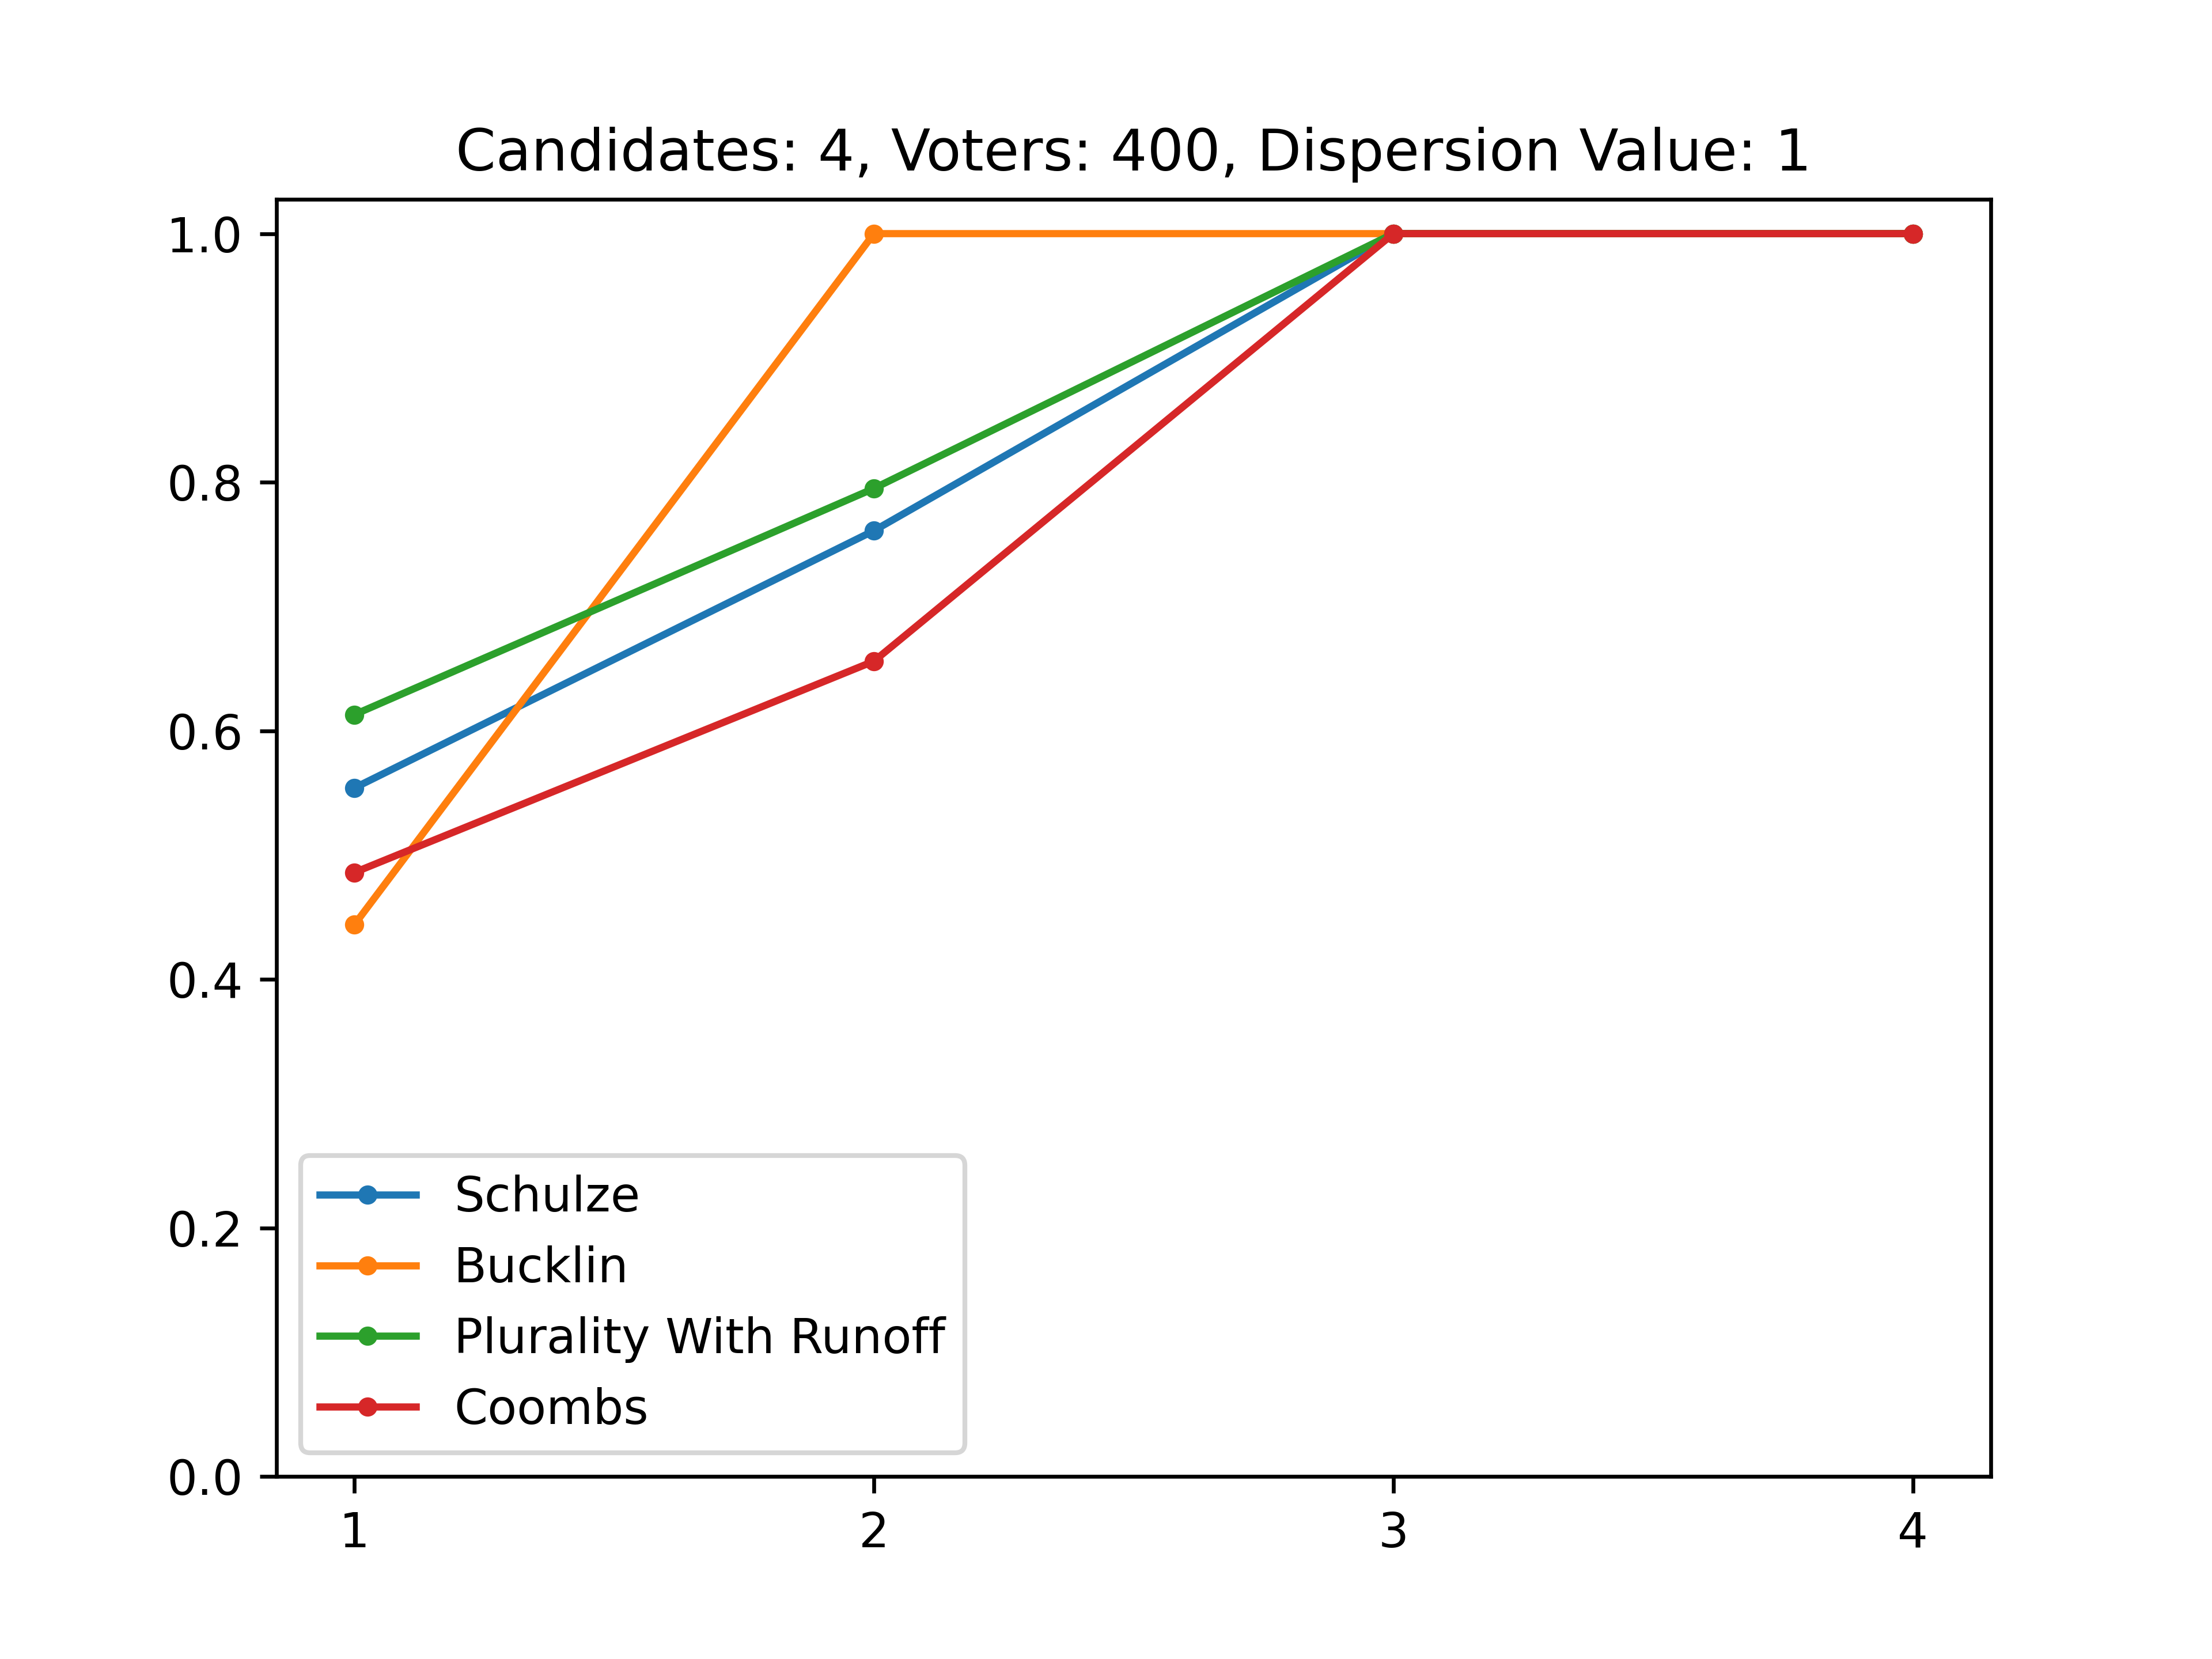 Candidates: 4, Voters: 400, Dispersion Value: 1
1.0
0.8
0.6
0.4
0.2
0.0
Schulze
Bucklin
Plurality With Runoff
Coombs
1 2 3 4